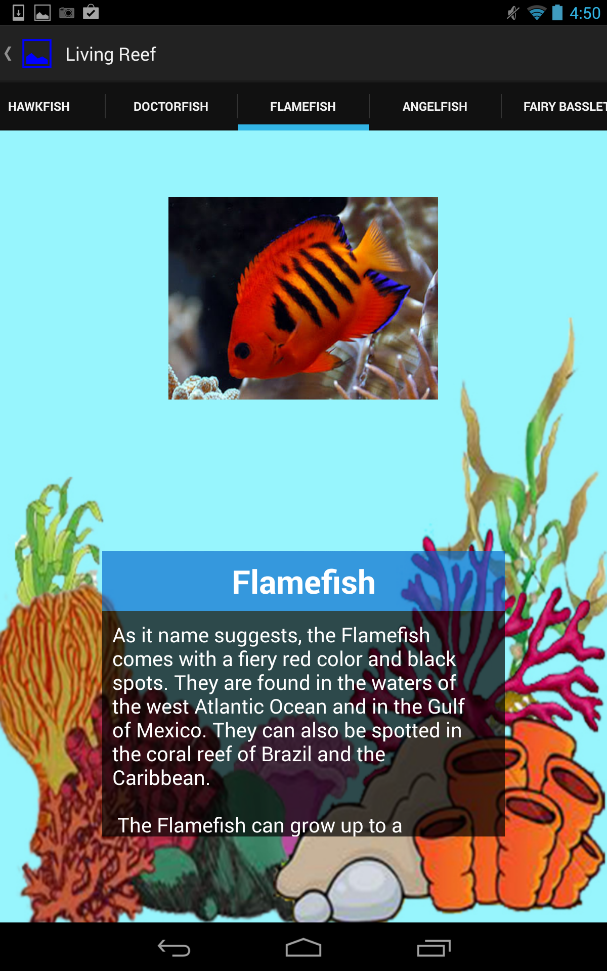 4:50
Living Reef
HAWKFISH DOCTORFISH FLAMEFISH ANGELFISH FAIRY BASSLET
Flamefish
As it name suggests, the Flamefish
comes with a fiery red color and black
spots. They are found in the waters of
the west Atlantic Ocean and in the Gulf
of Mexico. They can also be spotted in
the coral reef of Brazil and the
Caribbean.
The Flamefish can grow up to a